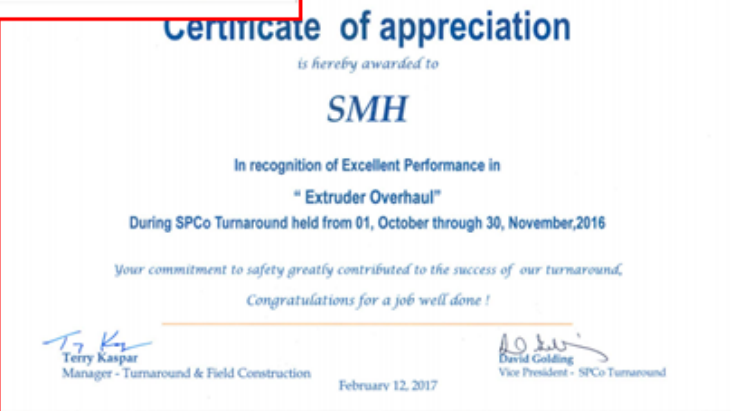 Certificate of appreciation
is hereby awarded to
SMH
In recognition of Excellent Performance in
“ Extruder Overhaul”
During SPCo Turnaround held from 01, October through 30, November,2016
Your commitment to safety greatly contributed to the success of our turnaround,
Congratulations for a job well done !
Terry Kaspar
Manager - Turnaround & Field Construction
David Golding
Vice President - SPCo Turnaround
February 12, 2017